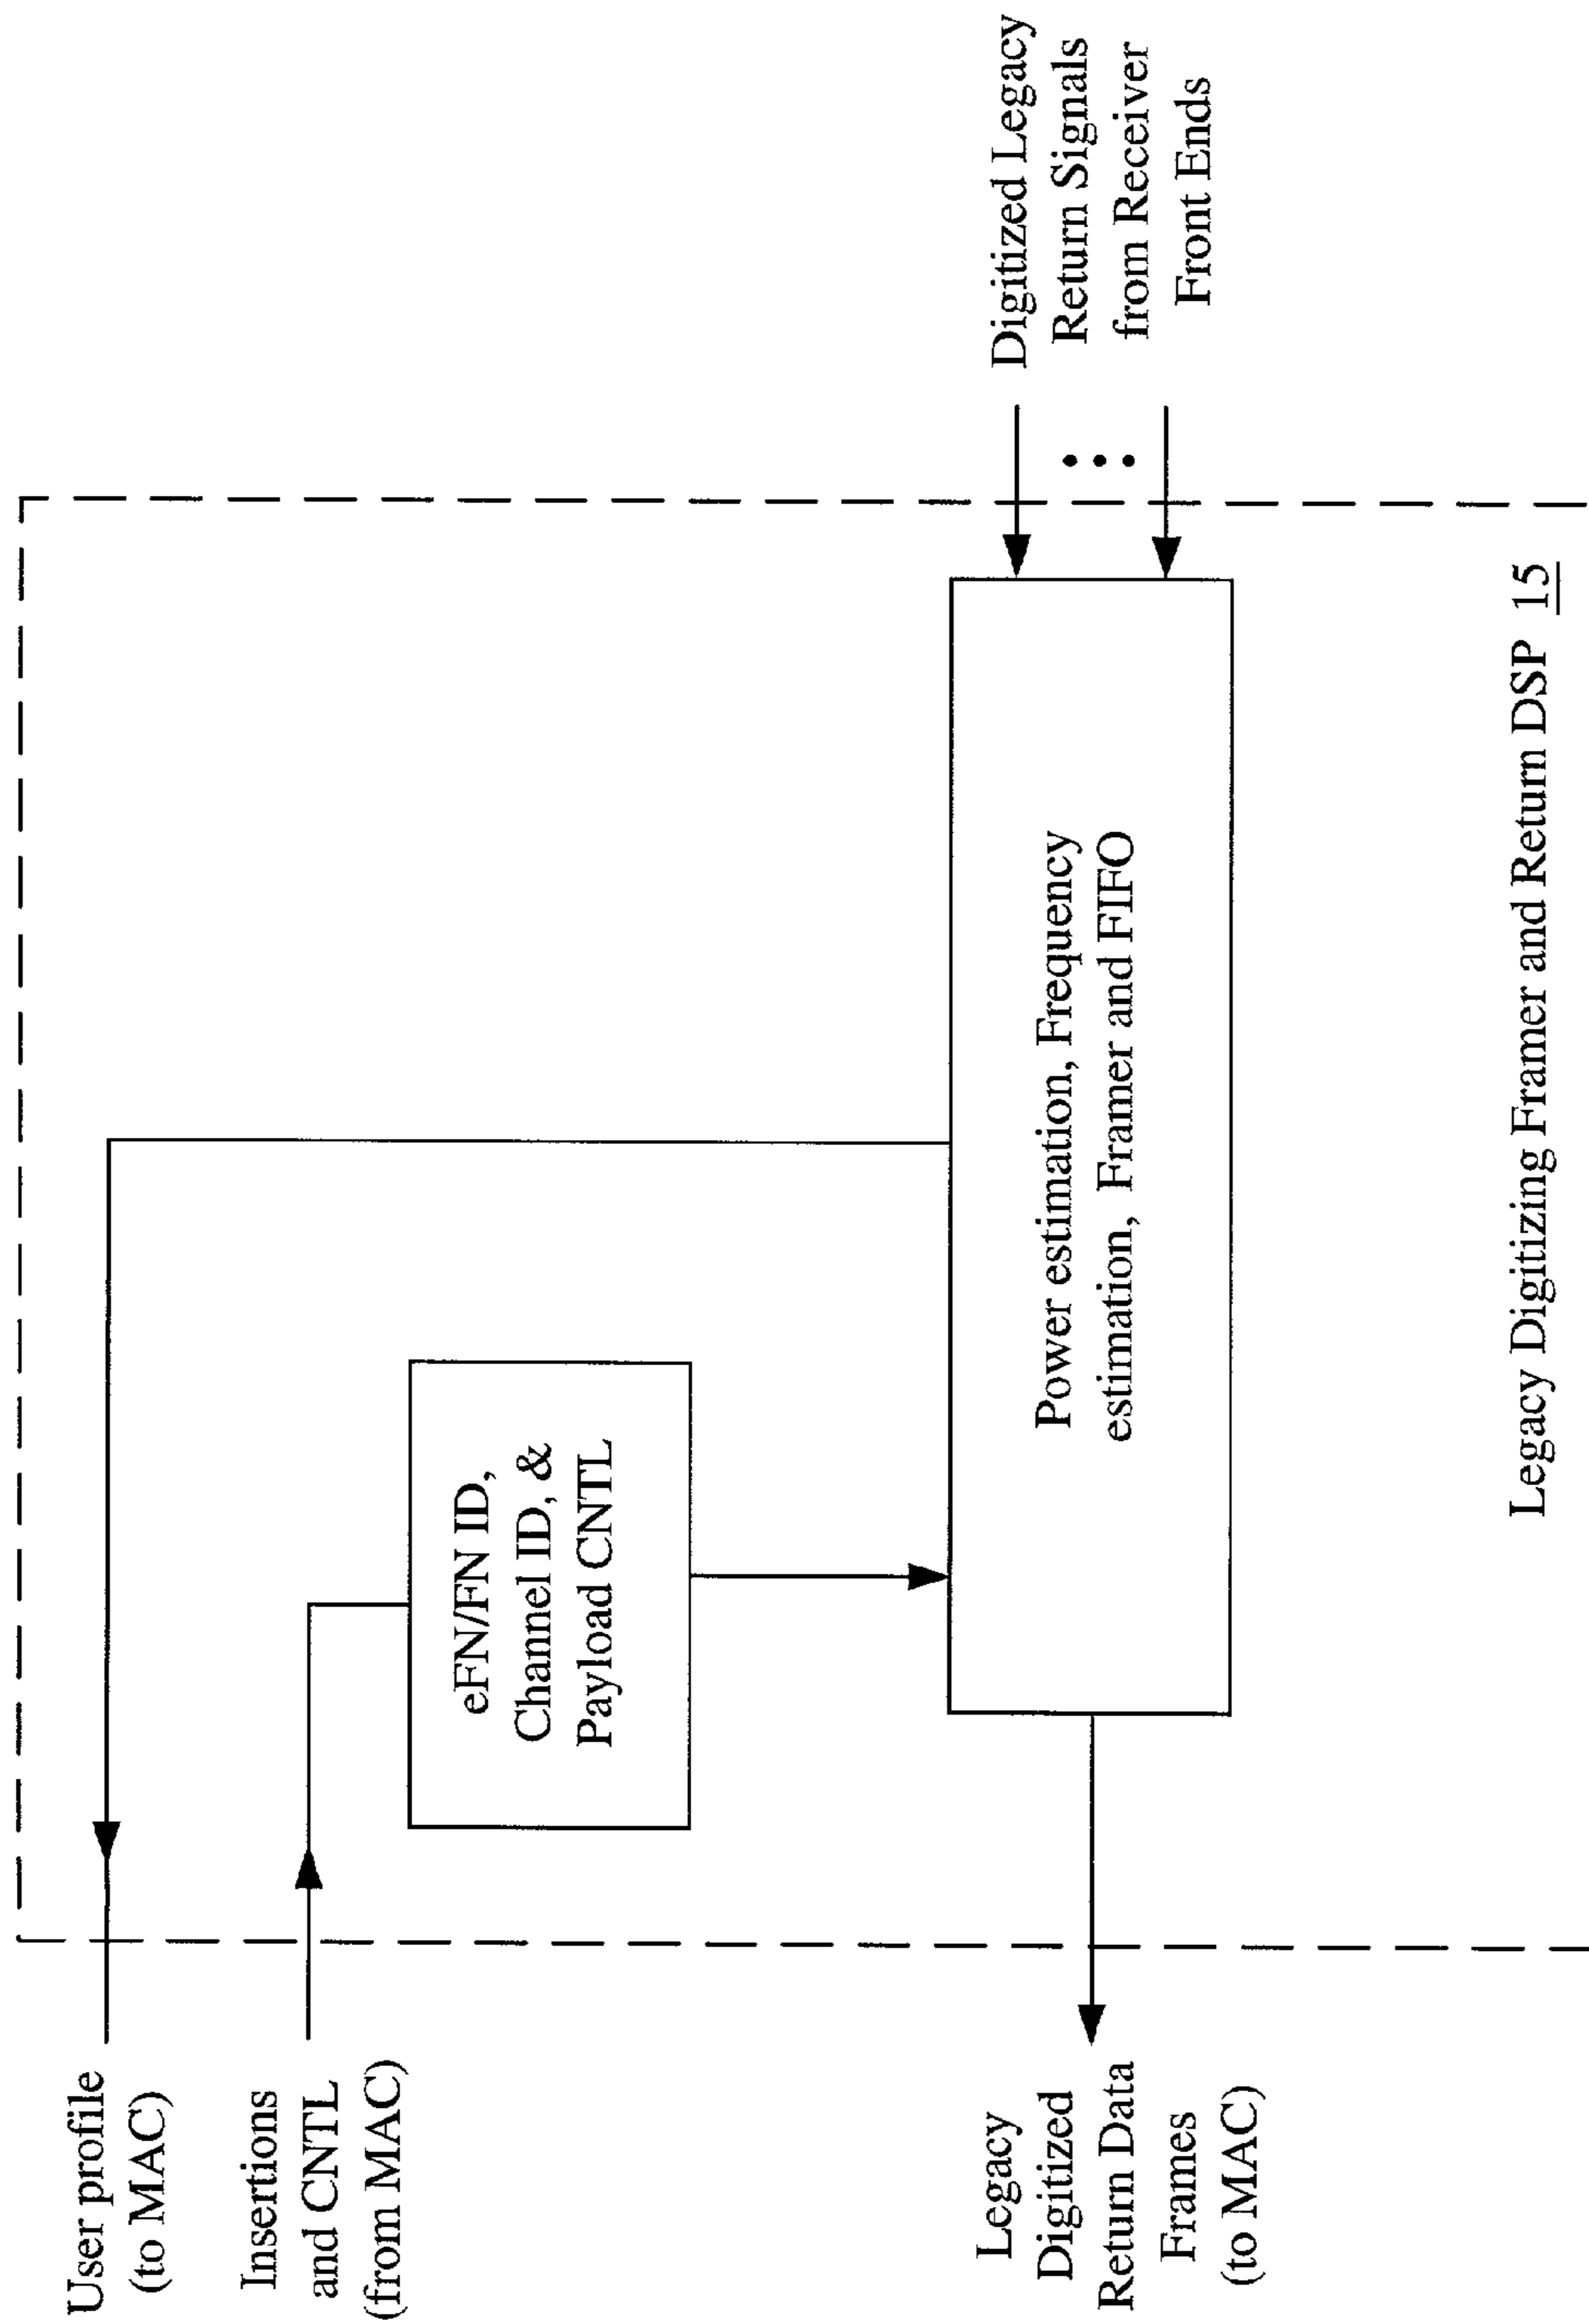 User profile
(to MAC)
Insertions
and CNTL
(from MAC)
Legacy
Digitized
Return Data
Frames
(to MAC)
eFN/FN ID,
Channel ID, &
Payload CNTL
Power estimation, Frequency
estimation, Framer and FIFO
Digitized Legacy
Return Signals
from Receiver
Front Ends
Legacy Digitizing Framer and Return DSP 15